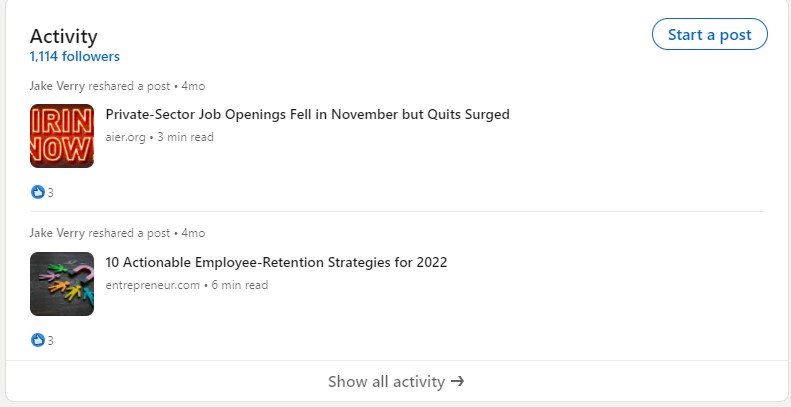 Activity
Start a post
1,114 followers
Jake Verry reshared a post • 4mo
IRIN
NOW
Private-Sector Job Openings Fell in November but Quits Surged
aier.org • 3 min read
3
Jake Verry reshared a post • 4mo
10 Actionable Employee-Retention Strategies for 2022
entrepreneur.com • 6 min read
3
Show all activity →